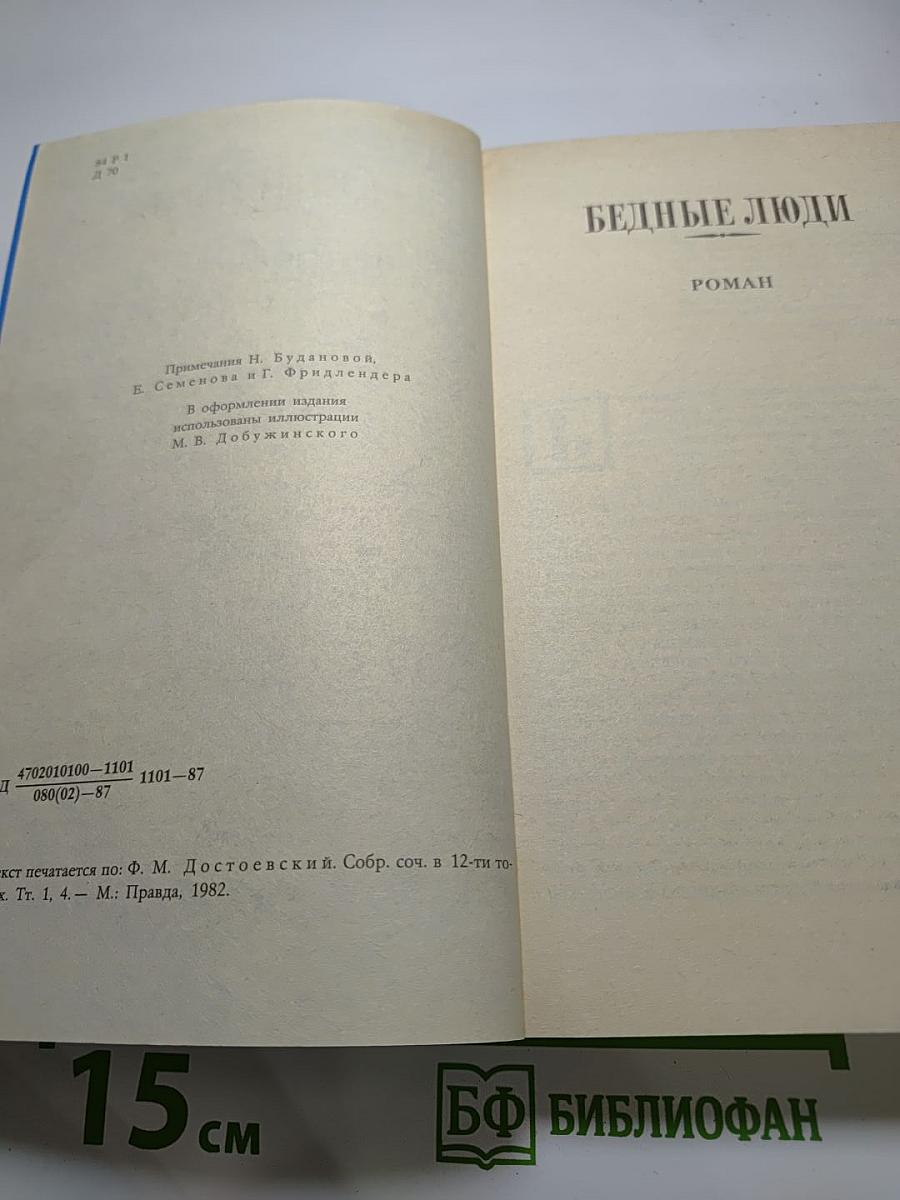 84 Р 1
Д 70
Примечания Н. Будановой,
Е. Семенова и Г. Фридлендера
В оформлении издания
использованы иллюстрации
М. В. Добужинского
Д 4702010100—1101 1101—87
080(02)—87
кст печатается по: Ф. М. Достоевский. Собр. соч. в 12-ти то-
х. Тт. 1, 4.— М.: Правда, 1982.
БЕДНЫЕ ЛЮДИ
РОМАН
15 см
БФ БИБЛИОФАН